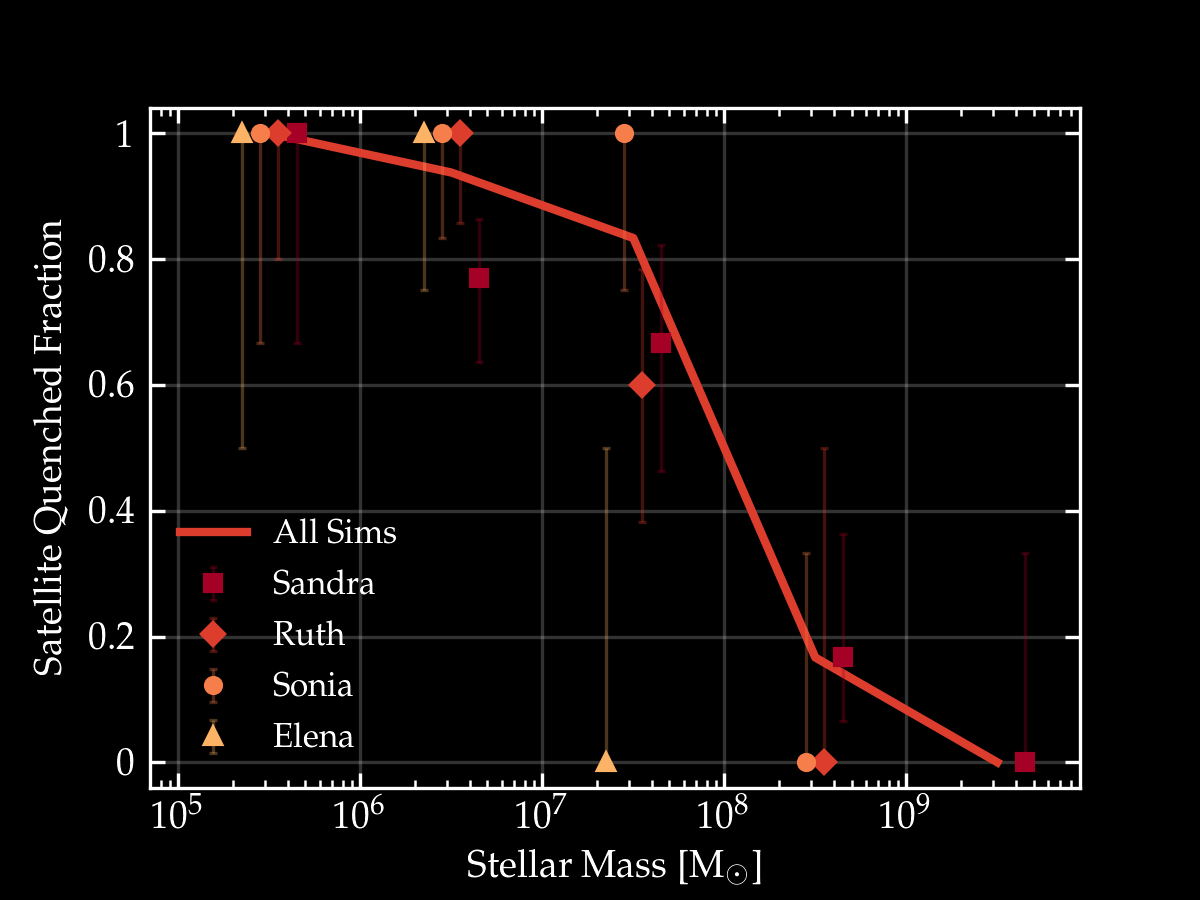 1
0.8
0.6
0.4
0.2
0
Satellite Quenched Fraction
All Sims
Sandra
Ruth
Sonia
Elena
10⁵ 10⁶ 10⁷ 10⁸ 10⁹
Stellar Mass [M☉]